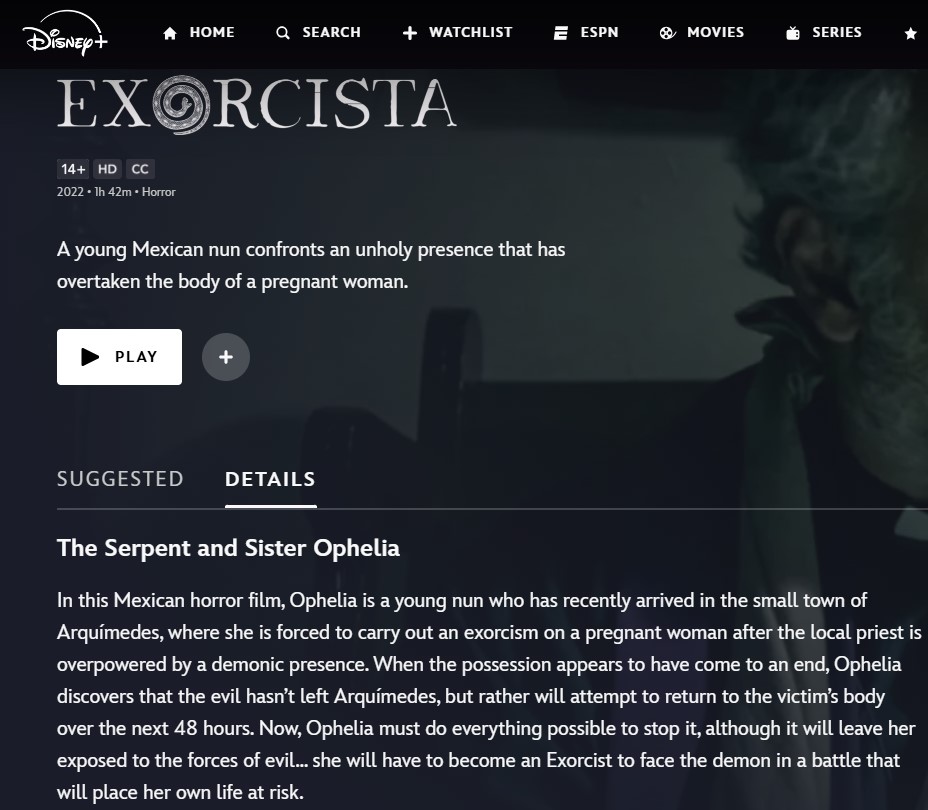 Disney+ HOME SEARCH WATCHLIST ESPN MOVIES SERIES
EXORCISTA
14+ HD CC
2022 • 1h 42m • Horror
A young Mexican nun confronts an unholy presence that has
overtaken the body of a pregnant woman.
PLAY
SUGGESTED DETAILS
The Serpent and Sister Ophelia
In this Mexican horror film, Ophelia is a young nun who has recently arrived in the small town of
Arquímedes, where she is forced to carry out an exorcism on a pregnant woman after the local priest is
overpowered by a demonic presence. When the possession appears to have come to an end, Ophelia
discovers that the evil hasn’t left Arquímedes, but rather will attempt to return to the victim’s body
over the next 48 hours. Now, Ophelia must do everything possible to stop it, although it will leave her
exposed to the forces of evil... she will have to become an Exorcist to face the demon in a battle that
will place her own life at risk.